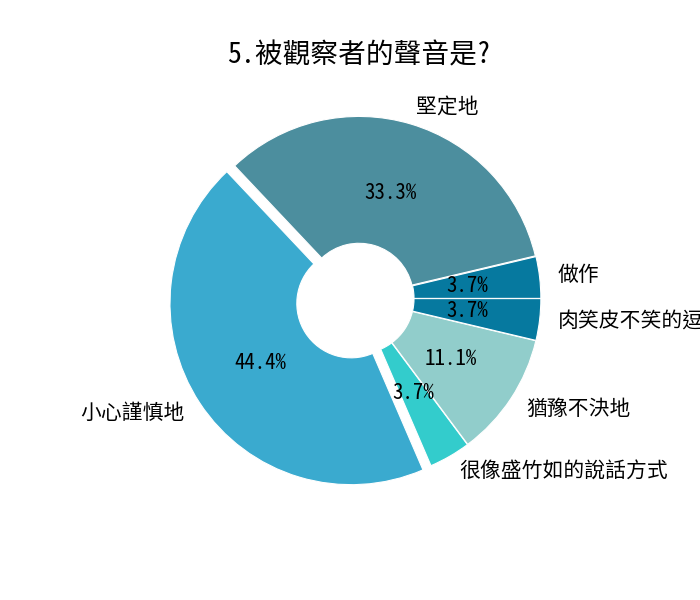 5.被觀察者的聲音是?
堅定地
33.3%
做作
3.7%
3.7%
肉笑皮不笑的逗
11.1%
44.4%
3.7%
猶豫不決地
小心謹慎地
很像盛竹如的說話方式